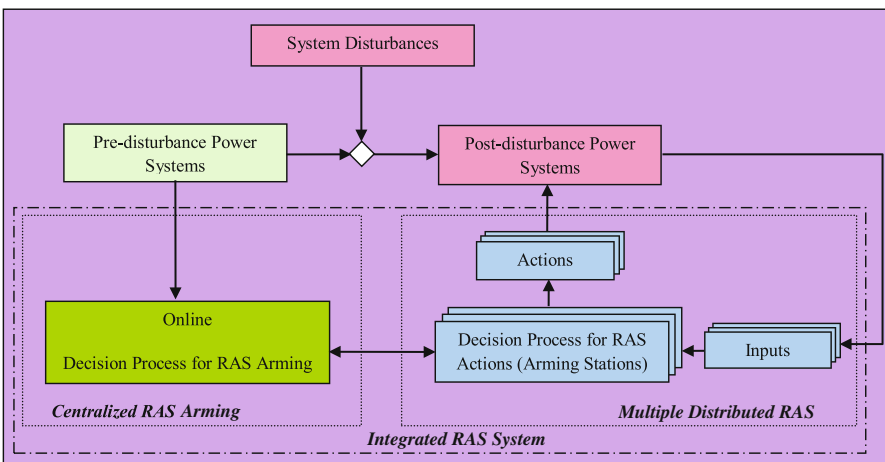 System Disturbances
Pre-disturbance Power
Systems
Post-disturbance Power
Systems
Actions
Online
Decision Process for RAS Arming
Decision Process for RAS
Actions (Arming Stations)
Inputs
Centralized RAS Arming
Multiple Distributed RAS
Integrated RAS System